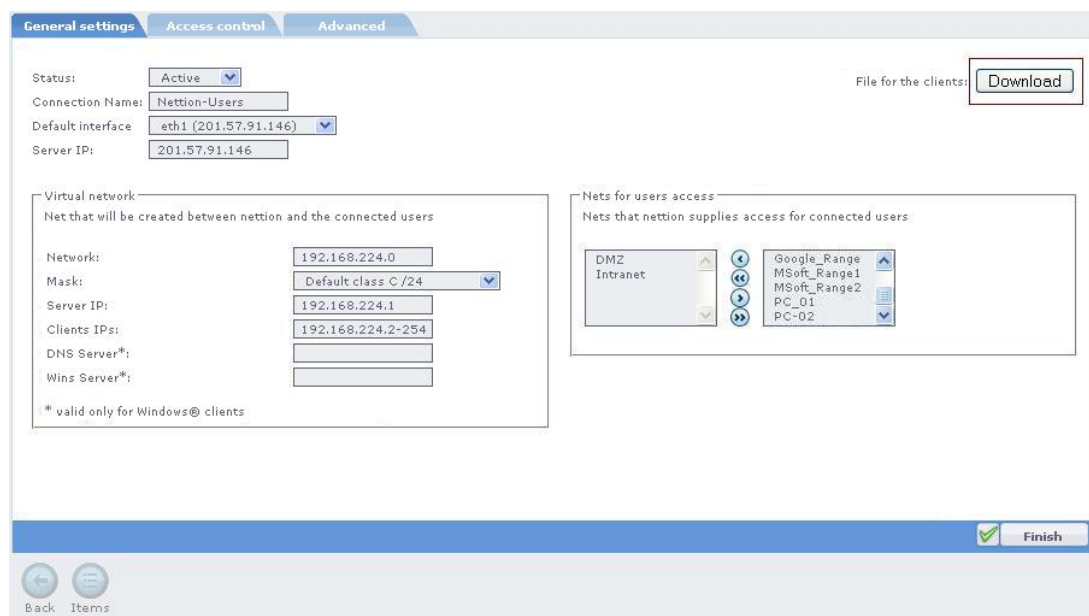 General settings
Access control
Advanced
Status: Active
File for the clients: Download
Connection Name: Nettion-Users
Default interface eth1 (201.57.91.146)
Server IP: 201.57.91.146
Virtual network
Net that will be created between nettion and the connected users
Network: 192.168.224.0
Mask: Default class C /24
Server IP: 192.168.224.1
Clients IPs: 192.168.224.2-254
DNS Server*:
Wins Server*:
* valid only for Windows® clients
Nets for users access
Nets that nettion supplies access for connected users
DMZ
Intranet
Google_Range
MSoft_Range1
MSoft_Range2
PC_01
PC-02
Finish
Back
Items